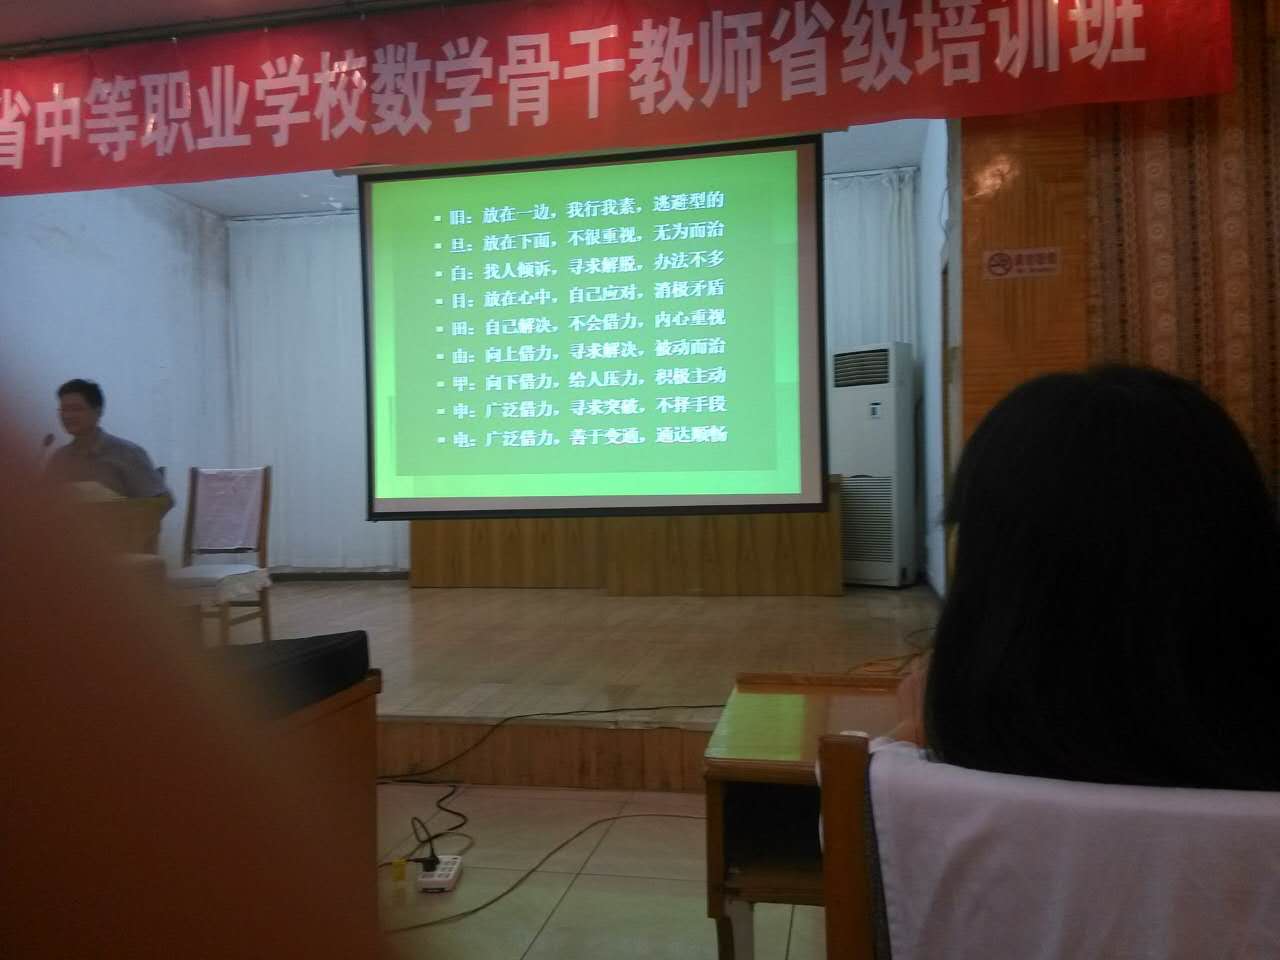 省中等职业学校数学骨干教师省级培训班
旧：放在一边，我行我素，逃避型的
旦：放在下面，不很重视，无为而治
白：找人倾诉，寻求解脱，办法不多
目：放在心中，自己应对，消极矛盾
田：自己解决，不会借力，内心重视
由：向上借力，寻求解决，被动而治
甲：向下借力，给人压力，积极主动
申：广泛借力，寻求突破，不择手段
电：广泛借力，善于变通，通达顺畅